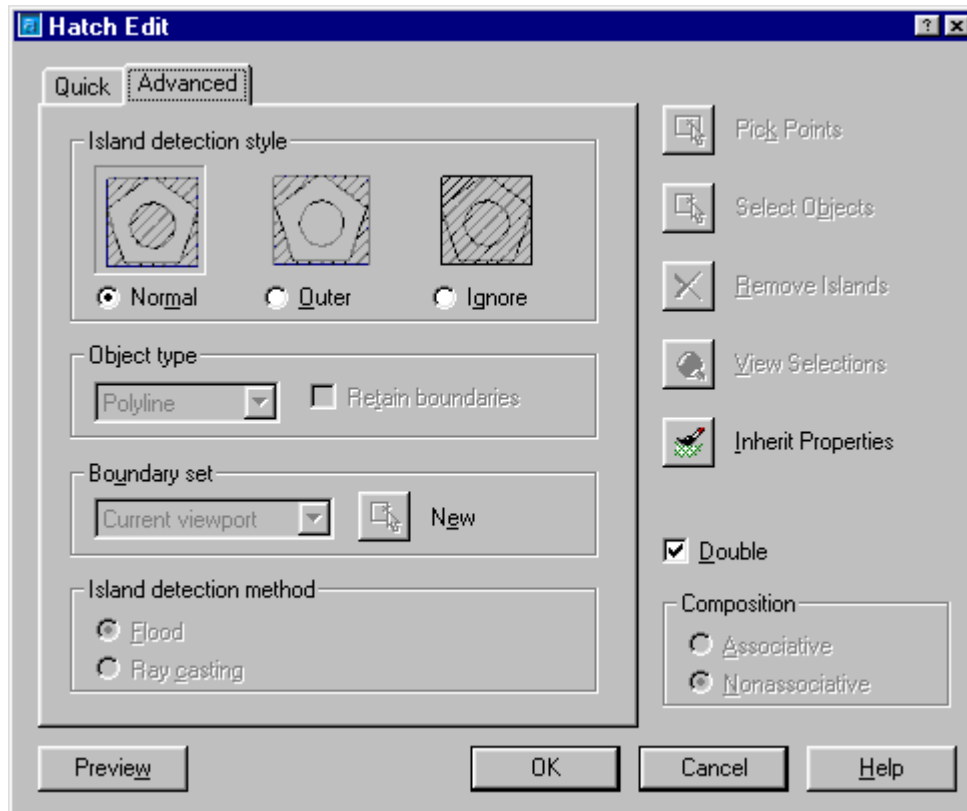 Hatch Edit
Quick
Advanced
Island detection style
Normal
Outer
Ignore
Object type
Polyline
Retain boundaries
Boundary set
Current viewport
New
Island detection method
Flood
Ray casting
Pick Points
Select Objects
Remove Islands
View Selections
Inherit Properties
Double
Composition
Associative
Nonassociative
Preview
OK
Cancel
Help